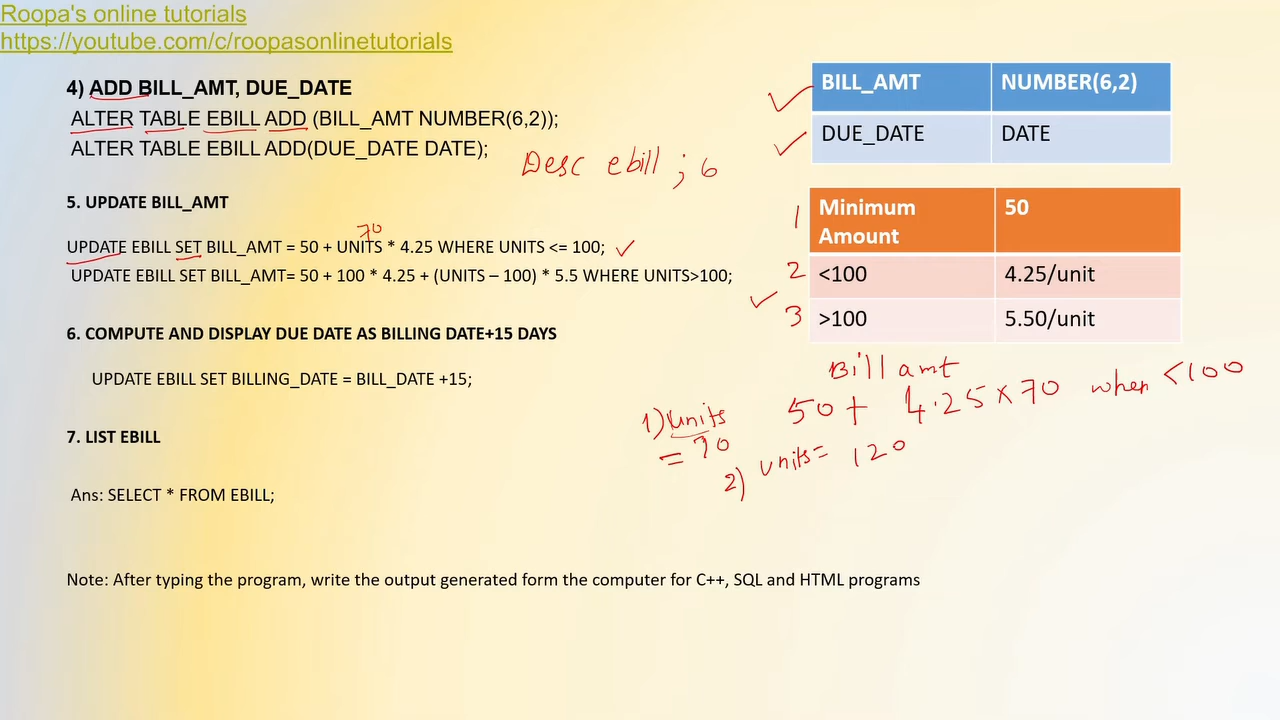 Roopa's online tutorials
https://youtube.com/c/roopasonlinetutorials
4) ADD BILL_AMT, DUE_DATE
ALTER TABLE EBILL ADD (BILL_AMT NUMBER(6,2));
ALTER TABLE EBILL ADD(DUE_DATE DATE);
Desc ebill ; 6
BILL_AMT NUMBER(6,2)
DUE_DATE DATE
5. UPDATE BILL_AMT
70
UPDATE EBILL SET BILL_AMT = 50 + UNITS * 4.25 WHERE UNITS <= 100;
UPDATE EBILL SET BILL_AMT= 50 + 100 * 4.25 + (UNITS – 100) * 5.5 WHERE UNITS>100;
1 Minimum Amount 50
2 <100 4.25/unit
3 >100 5.50/unit
6. COMPUTE AND DISPLAY DUE DATE AS BILLING DATE+15 DAYS
UPDATE EBILL SET BILLING_DATE = BILL_DATE +15;
Bill amt
1) units 50 + 4.25 × 70 when <100
= 70
2) units = 120
7. LIST EBILL
Ans: SELECT * FROM EBILL;
Note: After typing the program, write the output generated form the computer for C++, SQL and HTML programs